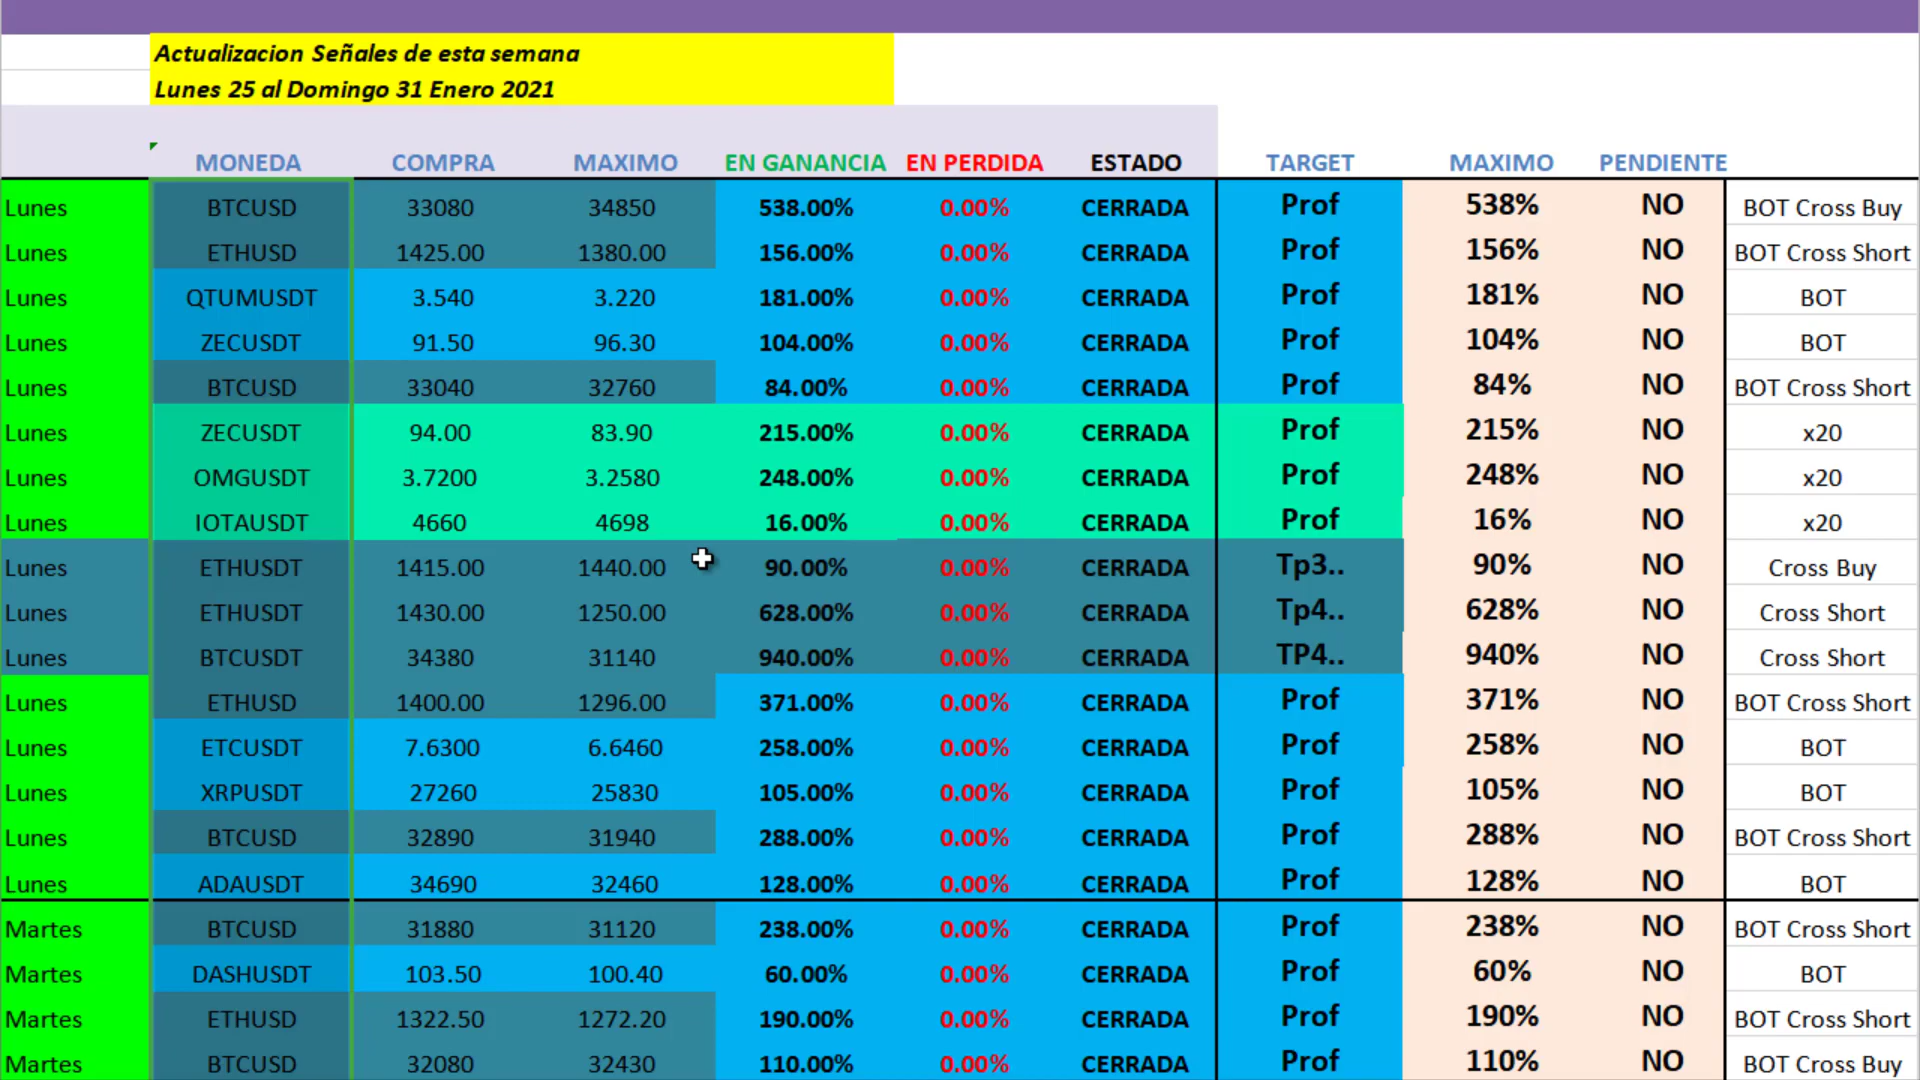 Actualizacion Señales de esta semana
Lunes 25 al Domingo 31 Enero 2021
MONEDA COMPRA MAXIMO EN GANANCIA EN PERDIDA ESTADO TARGET MAXIMO PENDIENTE
Lunes BTCUSD 33080 34850 538.00% 0.00% CERRADA Prof 538% NO BOT Cross Buy
Lunes ETHUSD 1425.00 1380.00 156.00% 0.00% CERRADA Prof 156% NO BOT Cross Short
Lunes QTUMUSDT 3.540 3.220 181.00% 0.00% CERRADA Prof 181% NO BOT
Lunes ZECUSDT 91.50 96.30 104.00% 0.00% CERRADA Prof 104% NO BOT
Lunes BTCUSD 33040 32760 84.00% 0.00% CERRADA Prof 84% NO BOT Cross Short
Lunes ZECUSDT 94.00 83.90 215.00% 0.00% CERRADA Prof 215% NO x20
Lunes OMGUSDT 3.7200 3.2580 248.00% 0.00% CERRADA Prof 248% NO x20
Lunes IOTAUSDT 4660 4698 16.00% 0.00% CERRADA Prof 16% NO x20
Lunes ETHUSDT 1415.00 1440.00 90.00% 0.00% CERRADA Tp3.. 90% NO Cross Buy
Lunes ETHUSDT 1430.00 1250.00 628.00% 0.00% CERRADA Tp4.. 628% NO Cross Short
Lunes BTCUSDT 34380 31140 940.00% 0.00% CERRADA TP4.. 940% NO Cross Short
Lunes ETHUSD 1400.00 1296.00 371.00% 0.00% CERRADA Prof 371% NO BOT Cross Short
Lunes ETCUSDT 7.6300 6.6460 258.00% 0.00% CERRADA Prof 258% NO BOT
Lunes XRPUSDT 27260 25830 105.00% 0.00% CERRADA Prof 105% NO BOT
Lunes BTCUSD 32890 31940 288.00% 0.00% CERRADA Prof 288% NO BOT Cross Short
Lunes ADAUSDT 34690 32460 128.00% 0.00% CERRADA Prof 128% NO BOT
Martes BTCUSD 31880 31120 238.00% 0.00% CERRADA Prof 238% NO BOT Cross Short
Martes DASHUSDT 103.50 100.40 60.00% 0.00% CERRADA Prof 60% NO BOT
Martes ETHUSD 1322.50 1272.20 190.00% 0.00% CERRADA Prof 190% NO BOT Cross Short
Martes BTCUSD 32080 32430 110.00% 0.00% CERRADA Prof 110% NO BOT Cross Buy